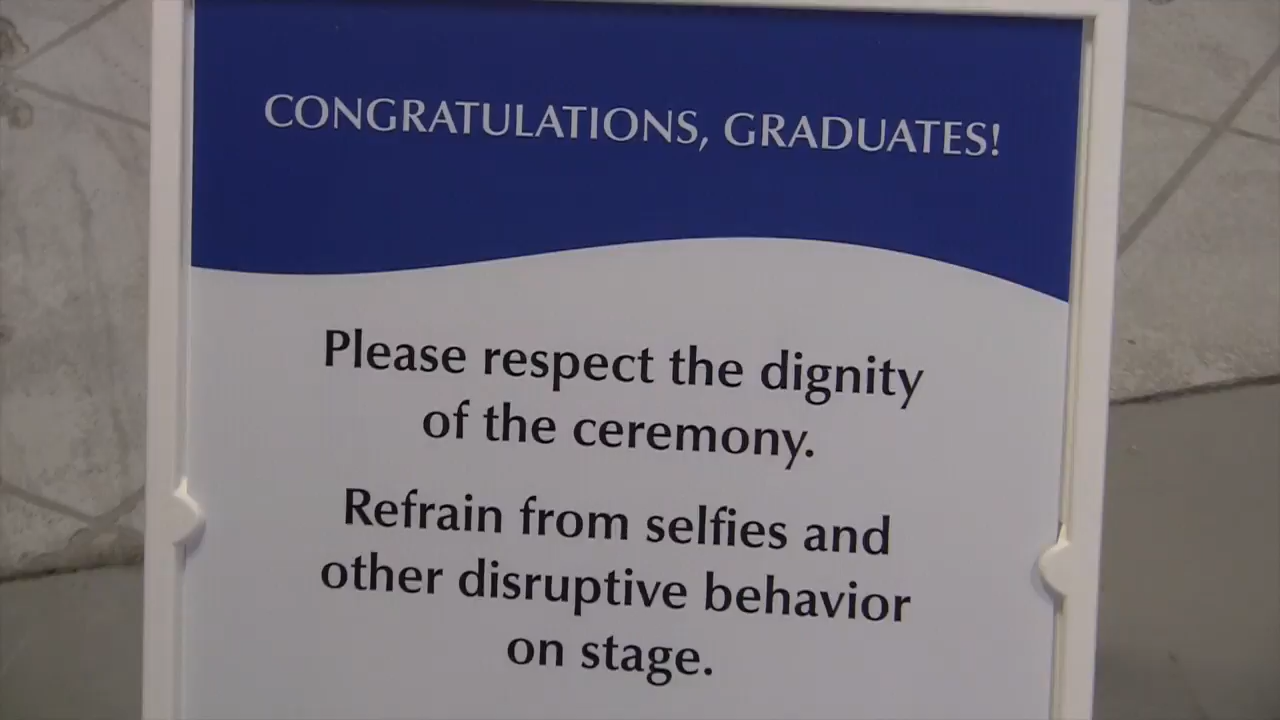 CONGRATULATIONS, GRADUATES!
Please respect the dignity
of the ceremony.
Refrain from selfies and
other disruptive behavior
on stage.